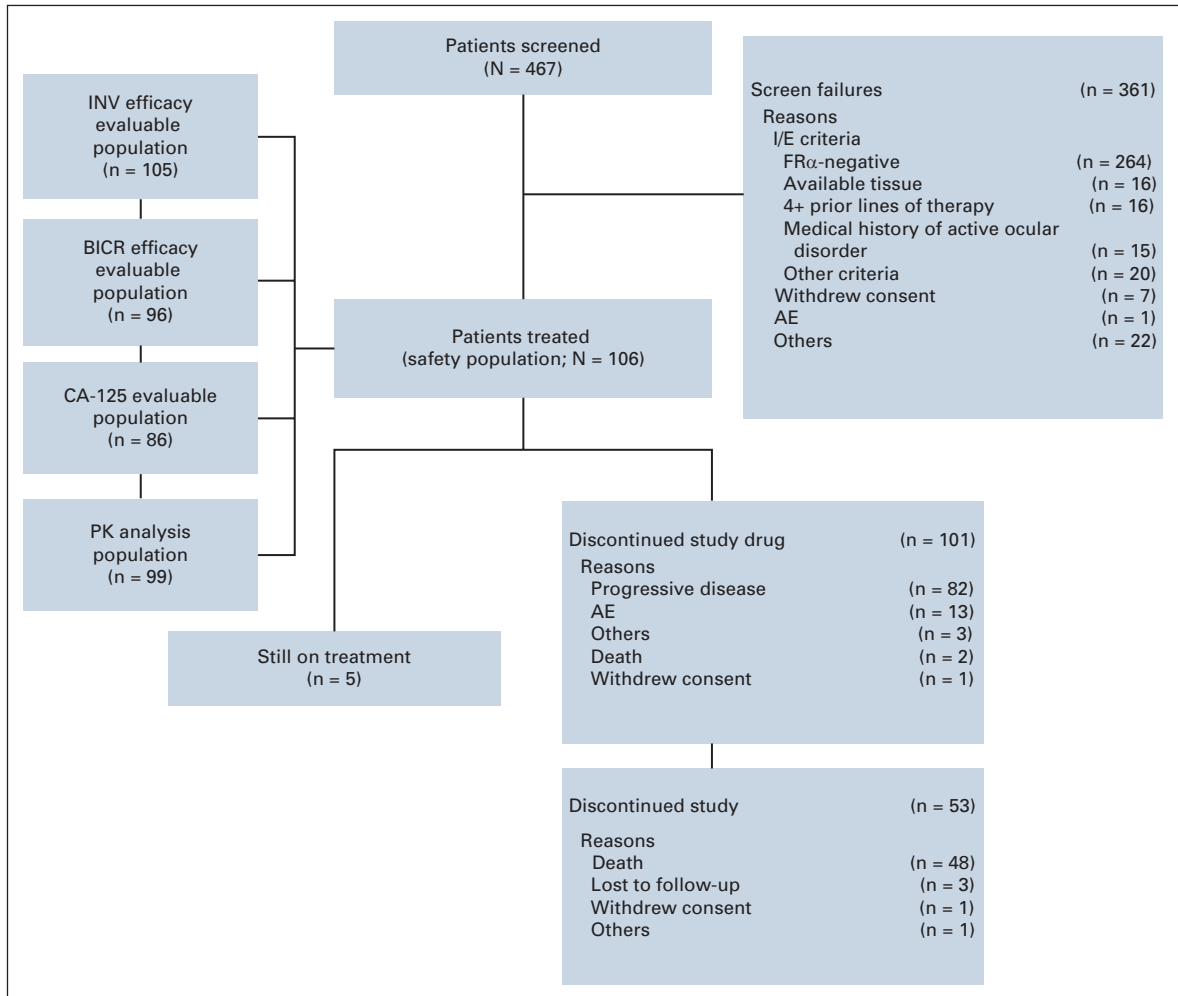 Patients screened
(N = 467)
Screen failures (n = 361)
Reasons
I/E criteria
FRα-negative (n = 264)
Available tissue (n = 16)
4+ prior lines of therapy (n = 16)
Medical history of active ocular
disorder (n = 15)
Other criteria (n = 20)
Withdrew consent (n = 7)
AE (n = 1)
Others (n = 22)
INV efficacy
evaluable
population
(n = 105)
BICR efficacy
evaluable
population
(n = 96)
CA-125 evaluable
population
(n = 86)
PK analysis
population
(n = 99)
Patients treated
(safety population; N = 106)
Still on treatment
(n = 5)
Discontinued study drug (n = 101)
Reasons
Progressive disease (n = 82)
AE (n = 13)
Others (n = 3)
Death (n = 2)
Withdrew consent (n = 1)
Discontinued study (n = 53)
Reasons
Death (n = 48)
Lost to follow-up (n = 3)
Withdrew consent (n = 1)
Others (n = 1)